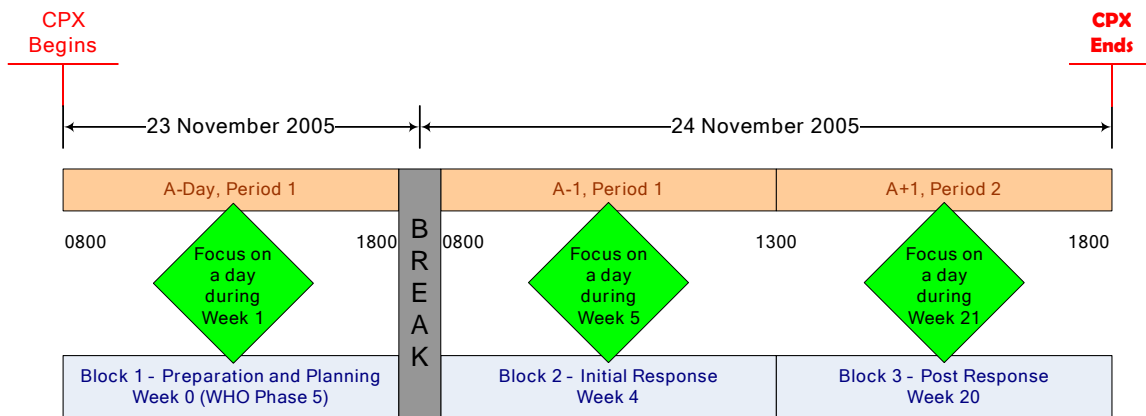 CPX
Begins
CPX
Ends
23 November 2005
24 November 2005
A-Day, Period 1
A-1, Period 1
A+1, Period 2
0800
1800
0800
1300
1800
Focus on
a day
during
Week 1
B
R
E
A
K
Focus on
a day
during
Week 5
Focus on
a day
during
Week 21
Block 1 - Preparation and Planning
Week 0 (WHO Phase 5)
Block 2 - Initial Response
Week 4
Block 3 - Post Response
Week 20